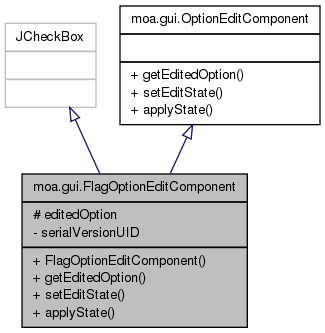 JCheckBox
moa.gui.OptionEditComponent
+ getEditedOption()
+ setEditState()
+ applyState()
moa.gui.FlagOptionEditComponent
# editedOption
- serialVersionUID
+ FlagOptionEditComponent()
+ getEditedOption()
+ setEditState()
+ applyState()